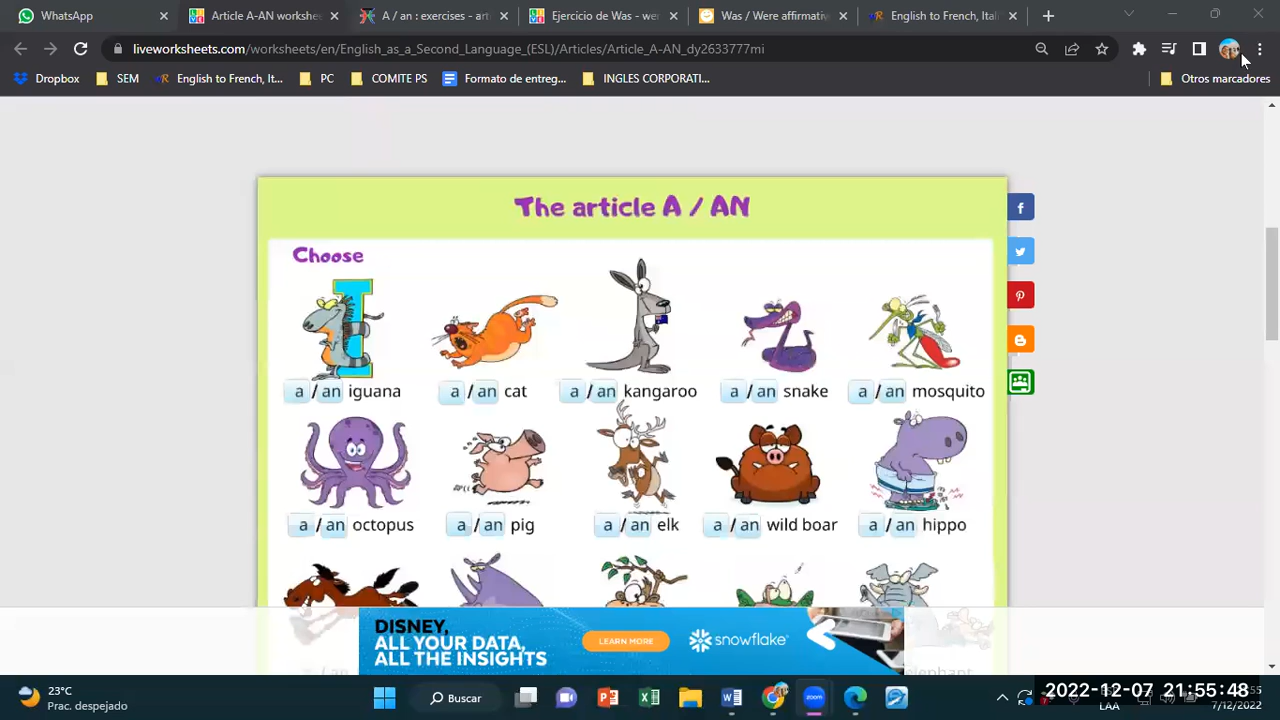 WhatsApp
Article A-AN workshe
A / an : exercises - art
Ejercicio de Was - wer
Was / Were affirmativ
English to French, Itali
liveworksheets.com/worksheets/en/English_as_a_Second_Language_(ESL)/Articles/Article_A-AN_dy2633777mi
Dropbox SEM English to French, It... PC COMITE PS Formato de entreg... INGLES CORPORATI... Otros marcadores
The article A / AN
Choose
a / an iguana a / an cat a / an kangaroo a / an snake a / an mosquito
a / an octopus a / an pig a / an elk a / an wild boar a / an hippo
elephant
DISNEY,
ALL YOUR DATA,
ALL THE INSIGHTS
LEARN MORE
snowflake
23°C
Prac. despejado
Buscar
zoom
LAA
2022-12-07 21:55:48
7/12/2022